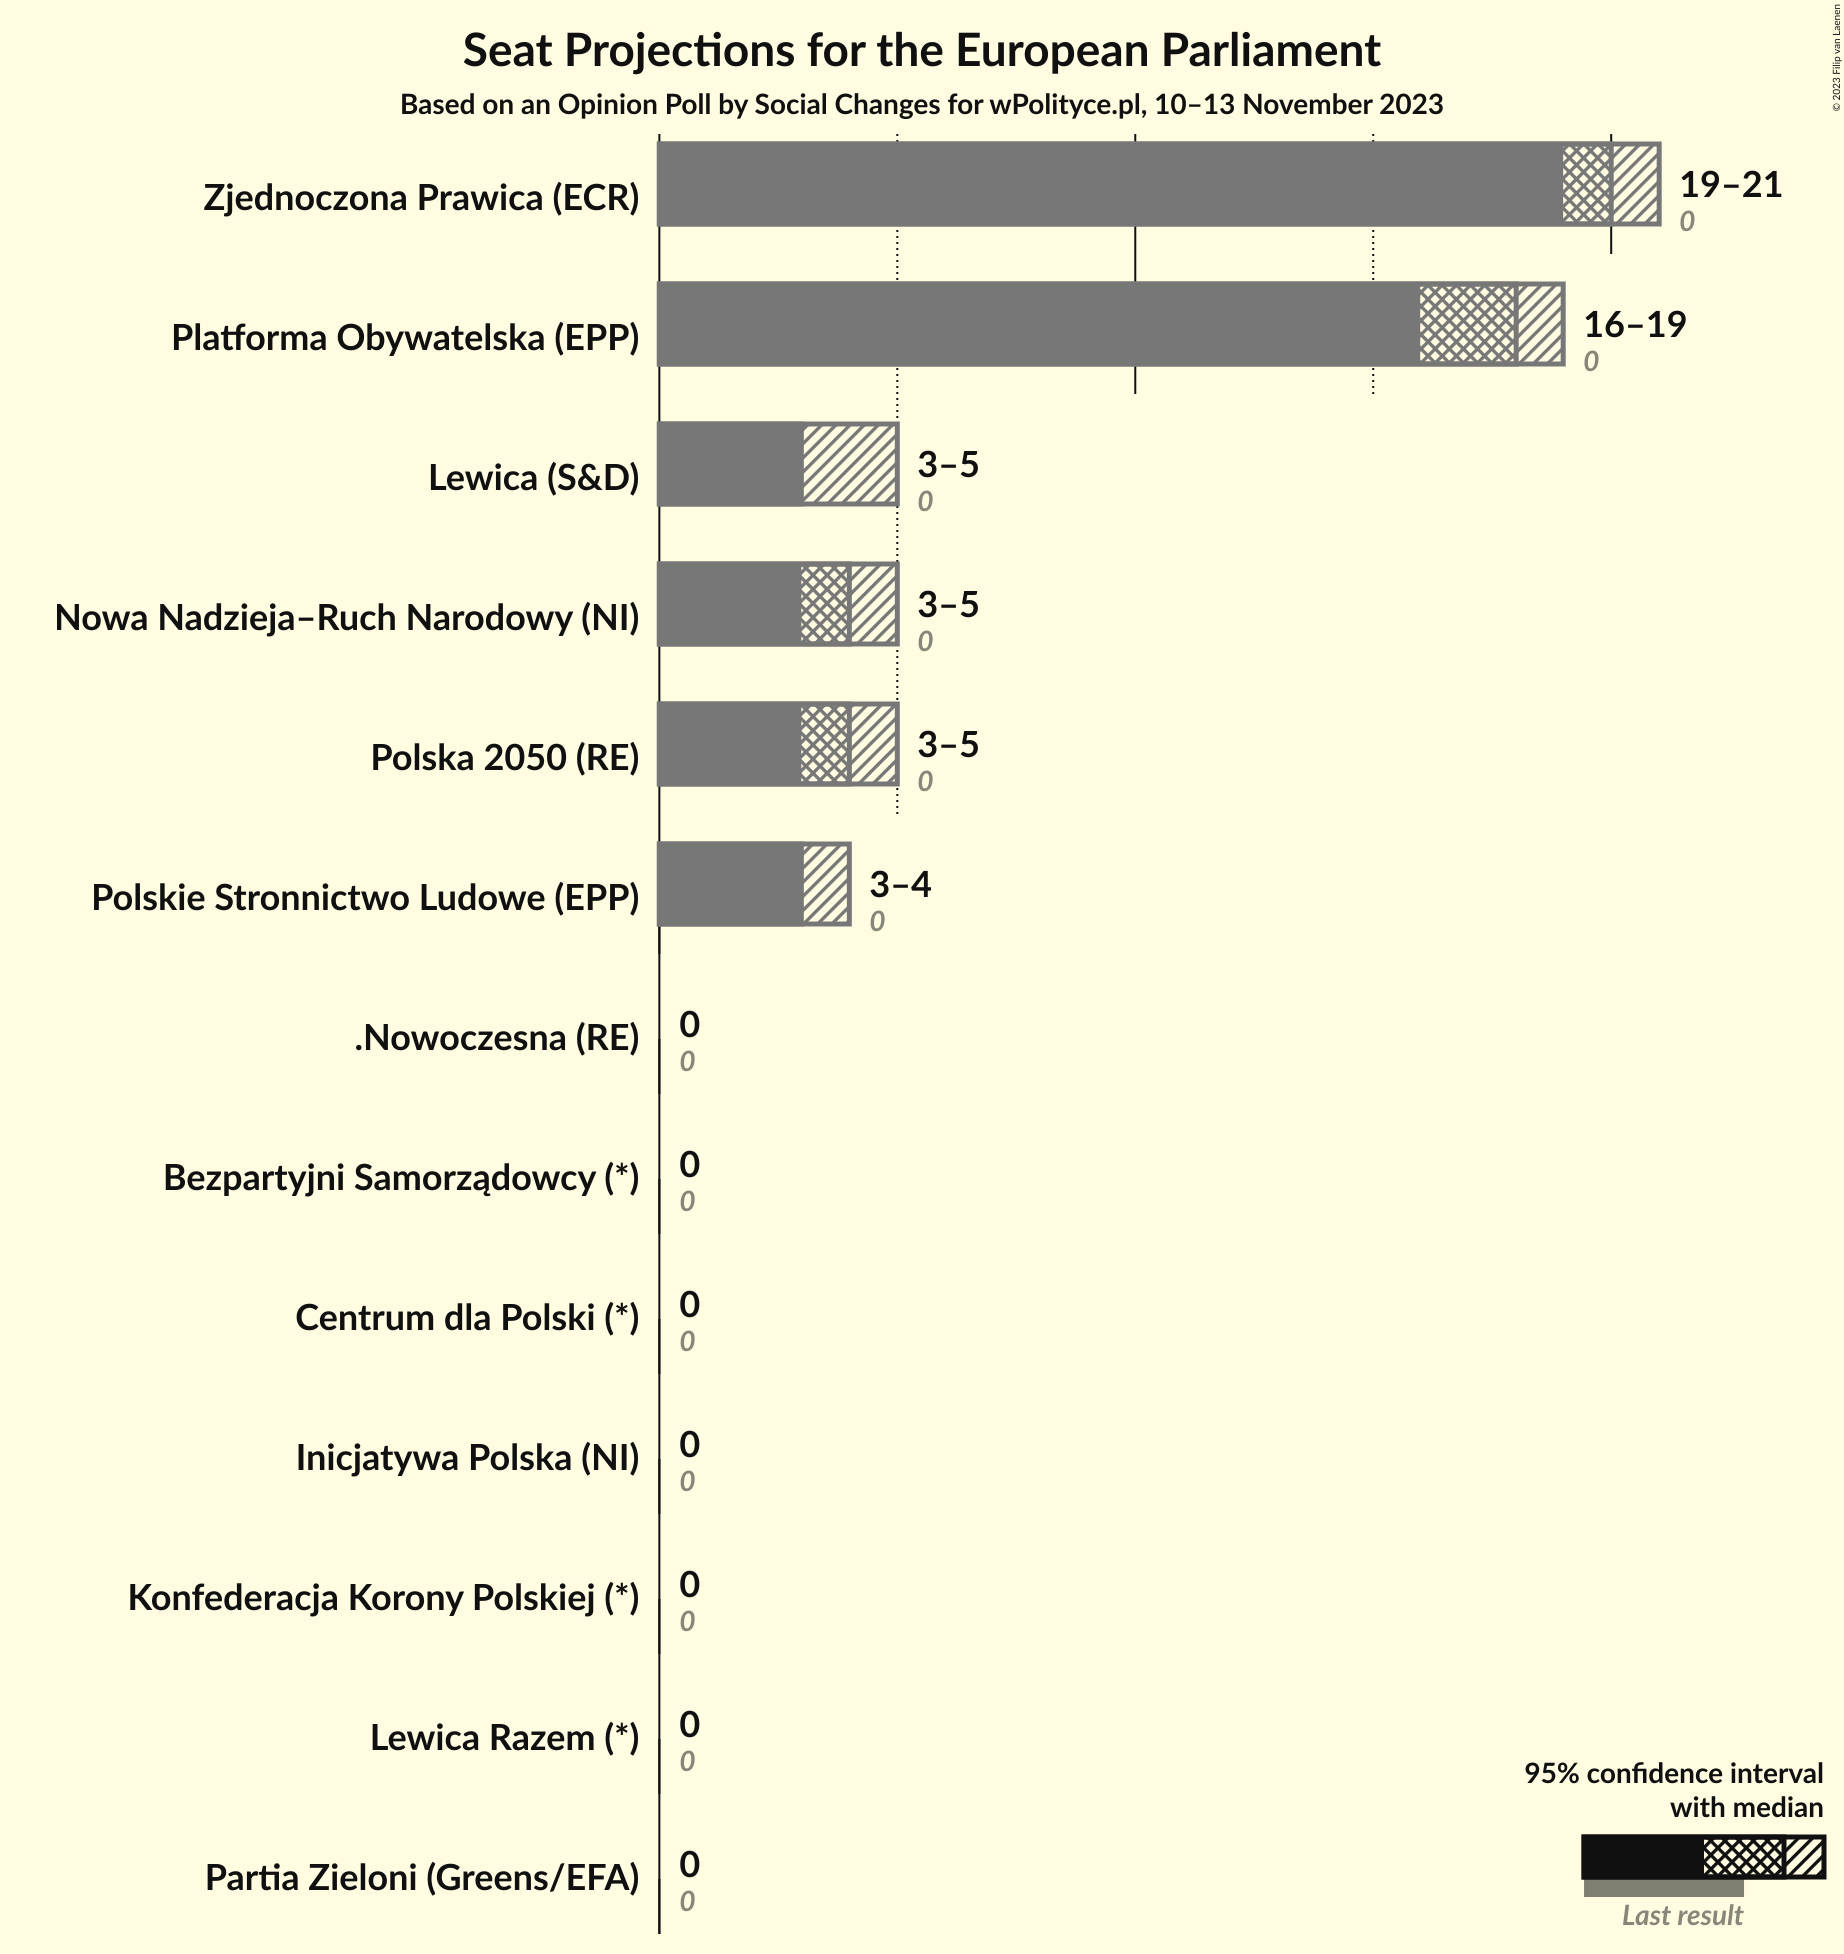 Seat Projections for the European Parliament
Based on an Opinion Poll by Social Changes for wPolityce.pl, 10–13 November 2023
© 2023 Filip van Laenen
Zjednoczona Prawica (ECR)
19–21
0
Platforma Obywatelska (EPP)
16–19
0
Lewica (S&D)
3–5
0
Nowa Nadzieja–Ruch Narodowy (NI)
3–5
0
Polska 2050 (RE)
3–5
0
Polskie Stronnictwo Ludowe (EPP)
3–4
0
.Nowoczesna (RE)
0
0
Bezpartyjni Samorządowcy (*)
0
0
Centrum dla Polski (*)
0
0
Inicjatywa Polska (NI)
0
0
Konfederacja Korony Polskiej (*)
0
0
Lewica Razem (*)
0
0
Partia Zieloni (Greens/EFA)
0
0
95% confidence interval
with median
Last result